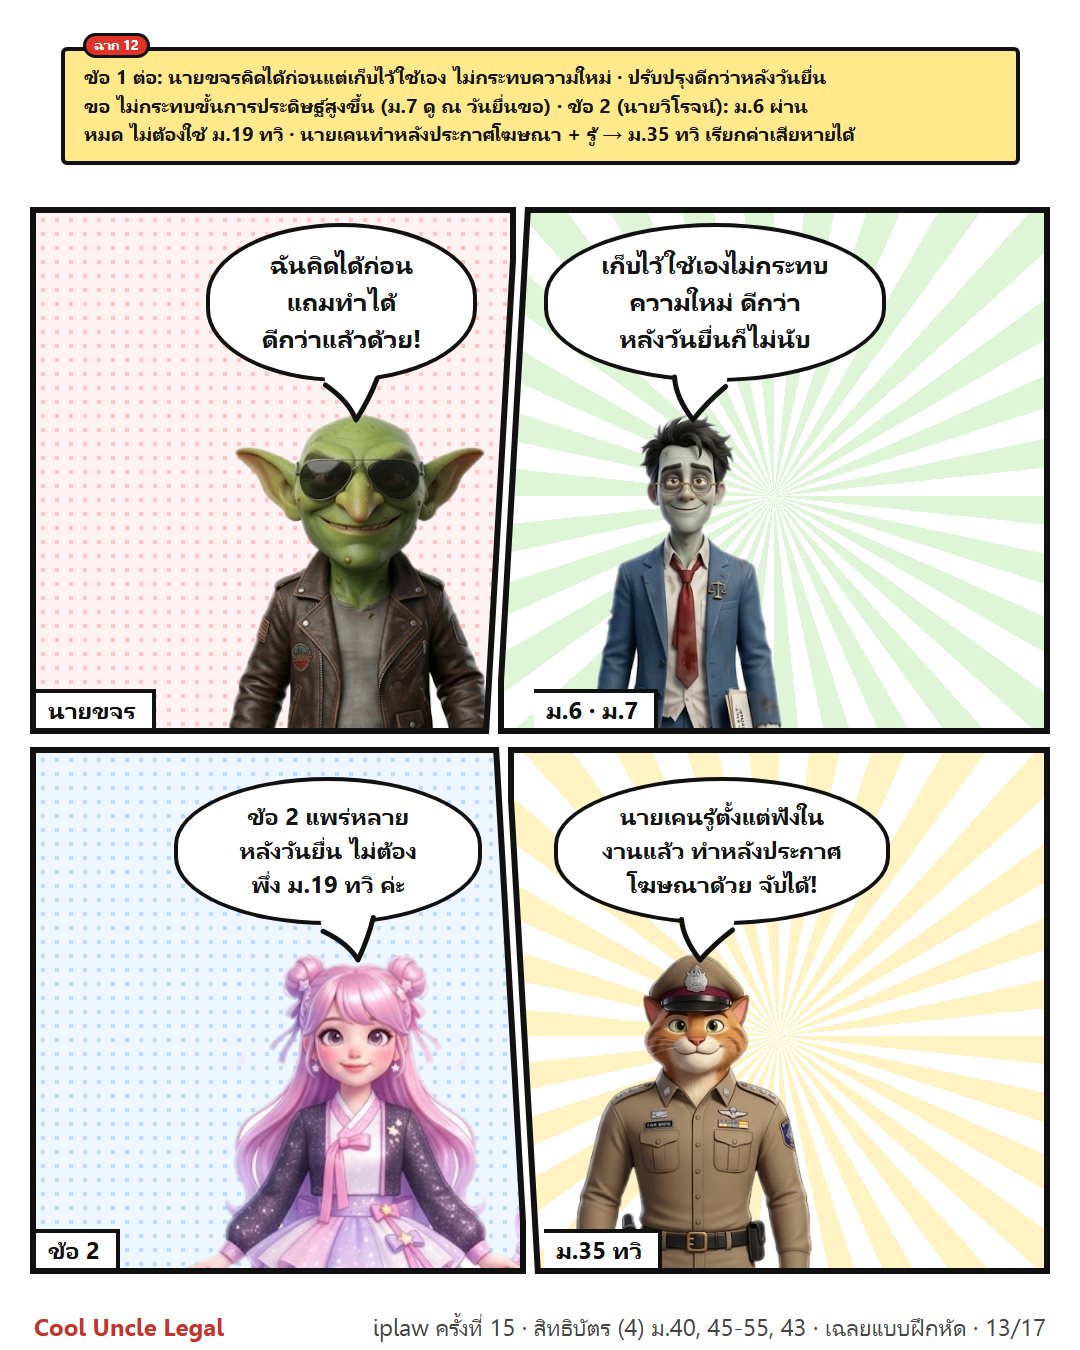 ฉาก 12
ข้อ 1 ต่อ: นายขจรคิดได้ก่อนแต่เก็บไว้ใช้เอง ไม่กระทบความใหม่ · ปรับปรุงดีกว่าหลังวันยื่น
ขอ ไม่กระทบขั้นการประดิษฐ์สูงขึ้น (ม.7 ดู ณ วันยื่นขอ) · ข้อ 2 (นายวิโรจน์): ม.6 ผ่าน
หมด ไม่ต้องใช้ ม.19 ทวิ · นายเคนทำหลังประกาศโฆษณา + รู้ → ม.35 ทวิ เรียกค่าเสียหายได้
ฉันคิดได้ก่อน
แถมทำได้
ดีกว่าแล้วด้วย!
นายขจร
เก็บไว้ใช้เองไม่กระทบ
ความใหม่ ดีกว่า
หลังวันยื่นก็ไม่นับ
ม.6 · ม.7
ข้อ 2 แพร่หลาย
หลังวันยื่น ไม่ต้อง
พึ่ง ม.19 ทวิ ค่ะ
ข้อ 2
นายเคนรู้ตั้งแต่ฟังใน
งานแล้ว ทำหลังประกาศ
โฆษณาด้วย จับได้!
ม.35 ทวิ
Cool Uncle Legal
iplaw ครั้งที่ 15 · สิทธิบัตร (4) ม.40, 45-55, 43 · เฉลยแบบฝึกหัด · 13/17